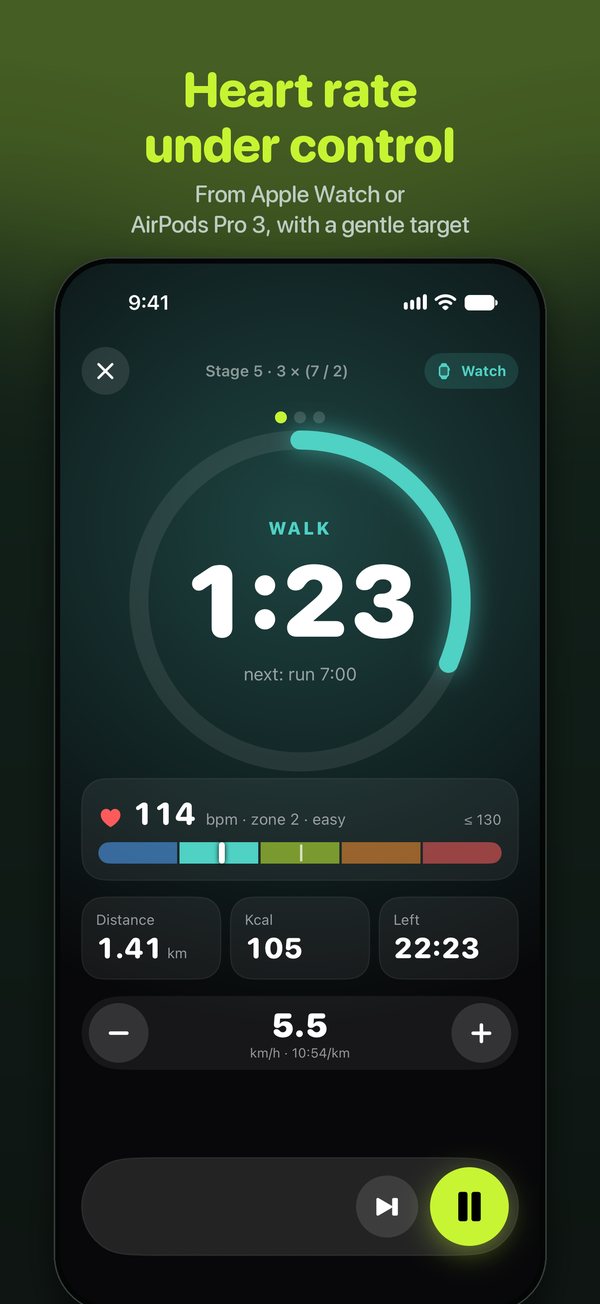 Heart rate
under control
From Apple Watch or
AirPods Pro 3, with a gentle target
9:41
Stage 5 · 3 × (7 / 2)
Watch
WALK
1:23
next: run 7:00
114 bpm · zone 2 · easy
≤ 130
Distance
1.41 km
Kcal
105
Left
22:23
5.5
km/h · 10:54/km